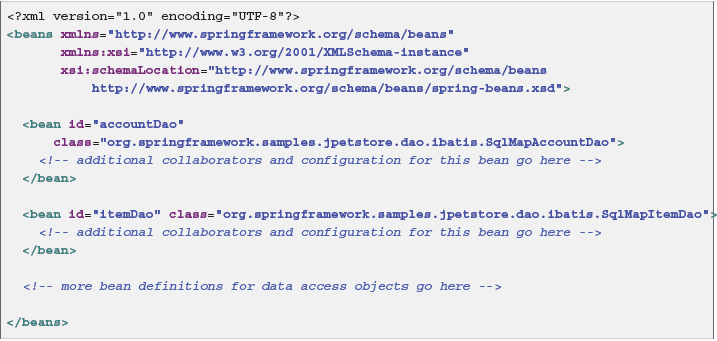 <?xml version="1.0" encoding="UTF-8"?>
<beans xmlns="http://www.springframework.org/schema/beans"
xmlns:xsi="http://www.w3.org/2001/XMLSchema-instance"
xsi:schemaLocation="http://www.springframework.org/schema/beans
http://www.springframework.org/schema/beans/spring-beans.xsd">
<bean id="accountDao"
class="org.springframework.samples.jpetstore.dao.ibatis.SqlMapAccountDao">
<!-- additional collaborators and configuration for this bean go here -->
</bean>
<bean id="itemDao" class="org.springframework.samples.jpetstore.dao.ibatis.SqlMapItemDao">
<!-- additional collaborators and configuration for this bean go here -->
</bean>
<!-- more bean definitions for data access objects go here -->
</beans>